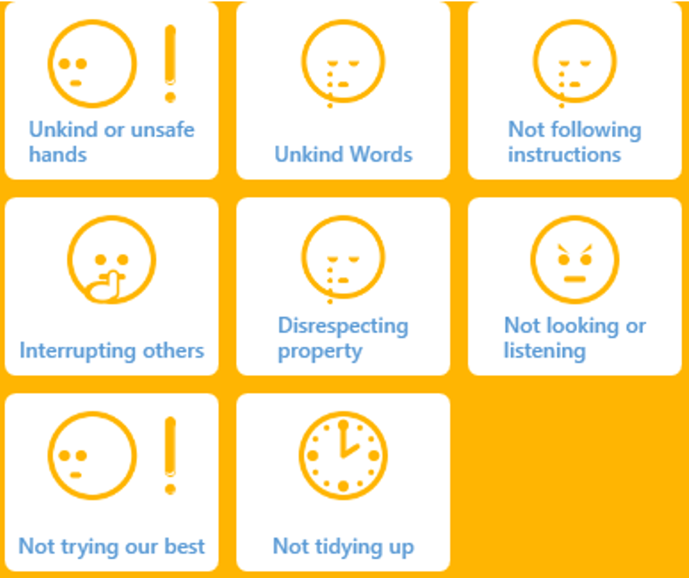 Unkind or unsafe
hands
Unkind Words
Not following
instructions
Interrupting others
Disrespecting
property
Not looking or
listening
Not trying our best
Not tidying up